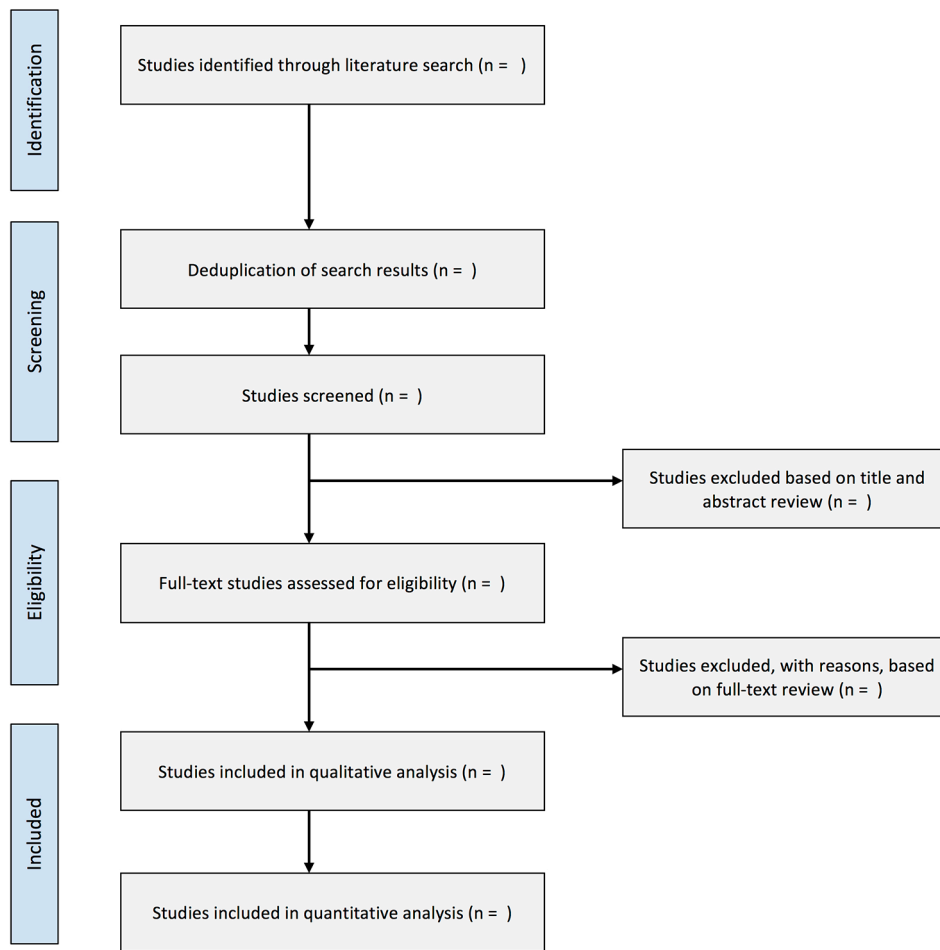 Identification
Studies identified through literature search (n =   )
Screening
Deduplication of search results (n =  )
Studies screened (n =  )
Studies excluded based on title and
abstract review (n =  )
Eligibility
Full-text studies assessed for eligibility (n =  )
Studies excluded, with reasons, based
on full-text review (n =  )
Included
Studies included in qualitative analysis (n =  )
Studies included in quantitative analysis (n =  )